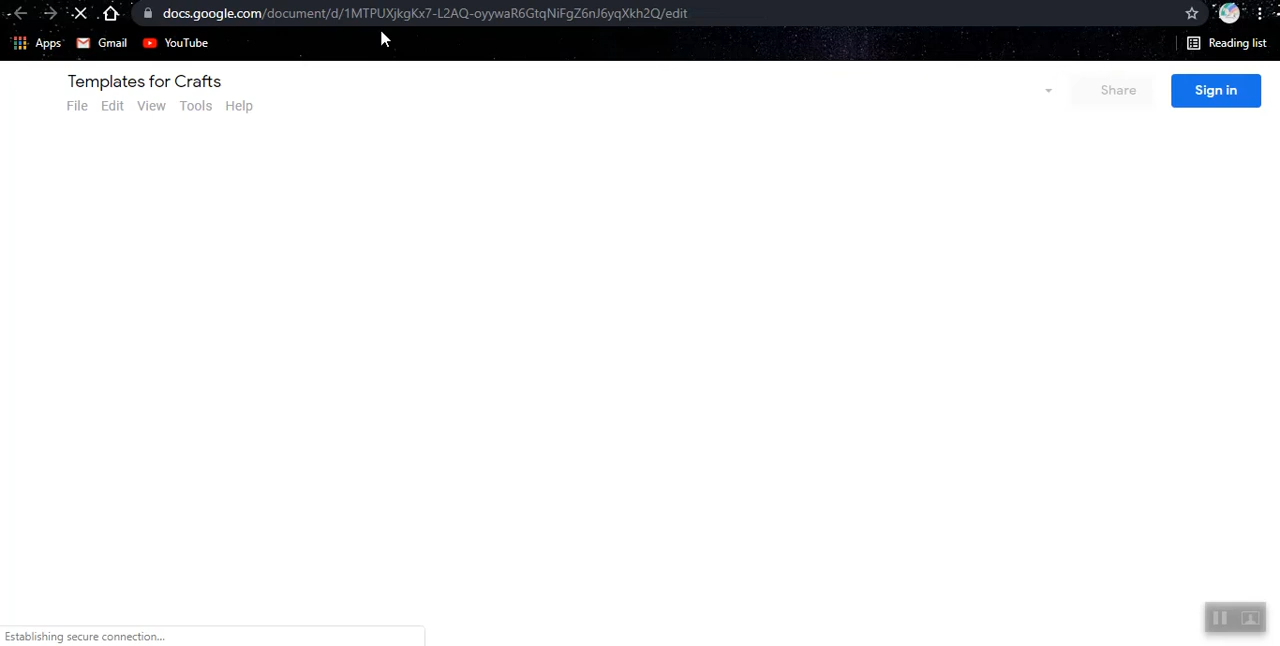 docs.google.com/document/d/1MTPUXjkgKx7-L2AQ-oyywaR6GtqNiFgZ6nJ6yqXkh2Q/edit
Apps Gmail YouTube Reading list
Templates for Crafts
Share Sign in
File Edit View Tools Help
Establishing secure connection...